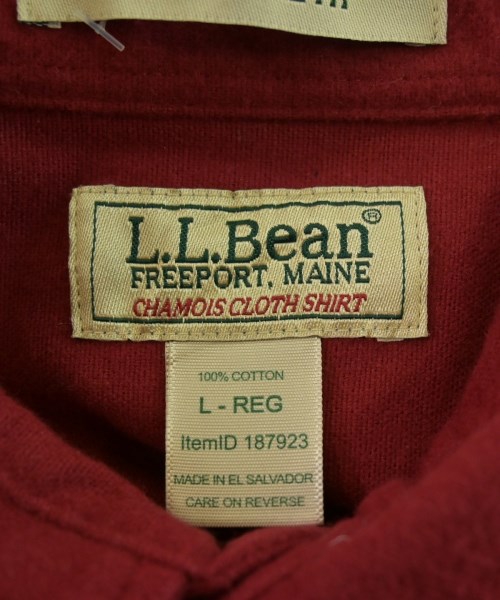 L.L.Bean®
FREEPORT, MAINE
CHAMOIS CLOTH SHIRT
100% COTTON
L - REG
ItemID 187923
MADE IN EL SALVADOR
CARE ON REVERSE